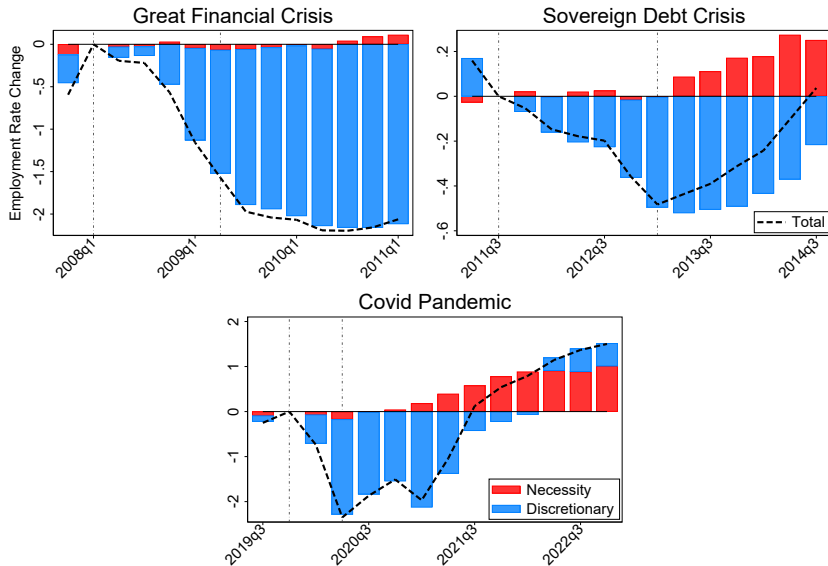 Great Financial Crisis
Employment Rate Change
0
-.5
-1
-1.5
-2
2008q1
2009q1
2010q1
2011q1
Sovereign Debt Crisis
.2
0
-.2
-.4
-.6
2011q3
2012q3
2013q3
2014q3
Total
Covid Pandemic
2
1
0
-1
-2
2019q3
2020q3
2021q3
2022q3
Necessity
Discretionary